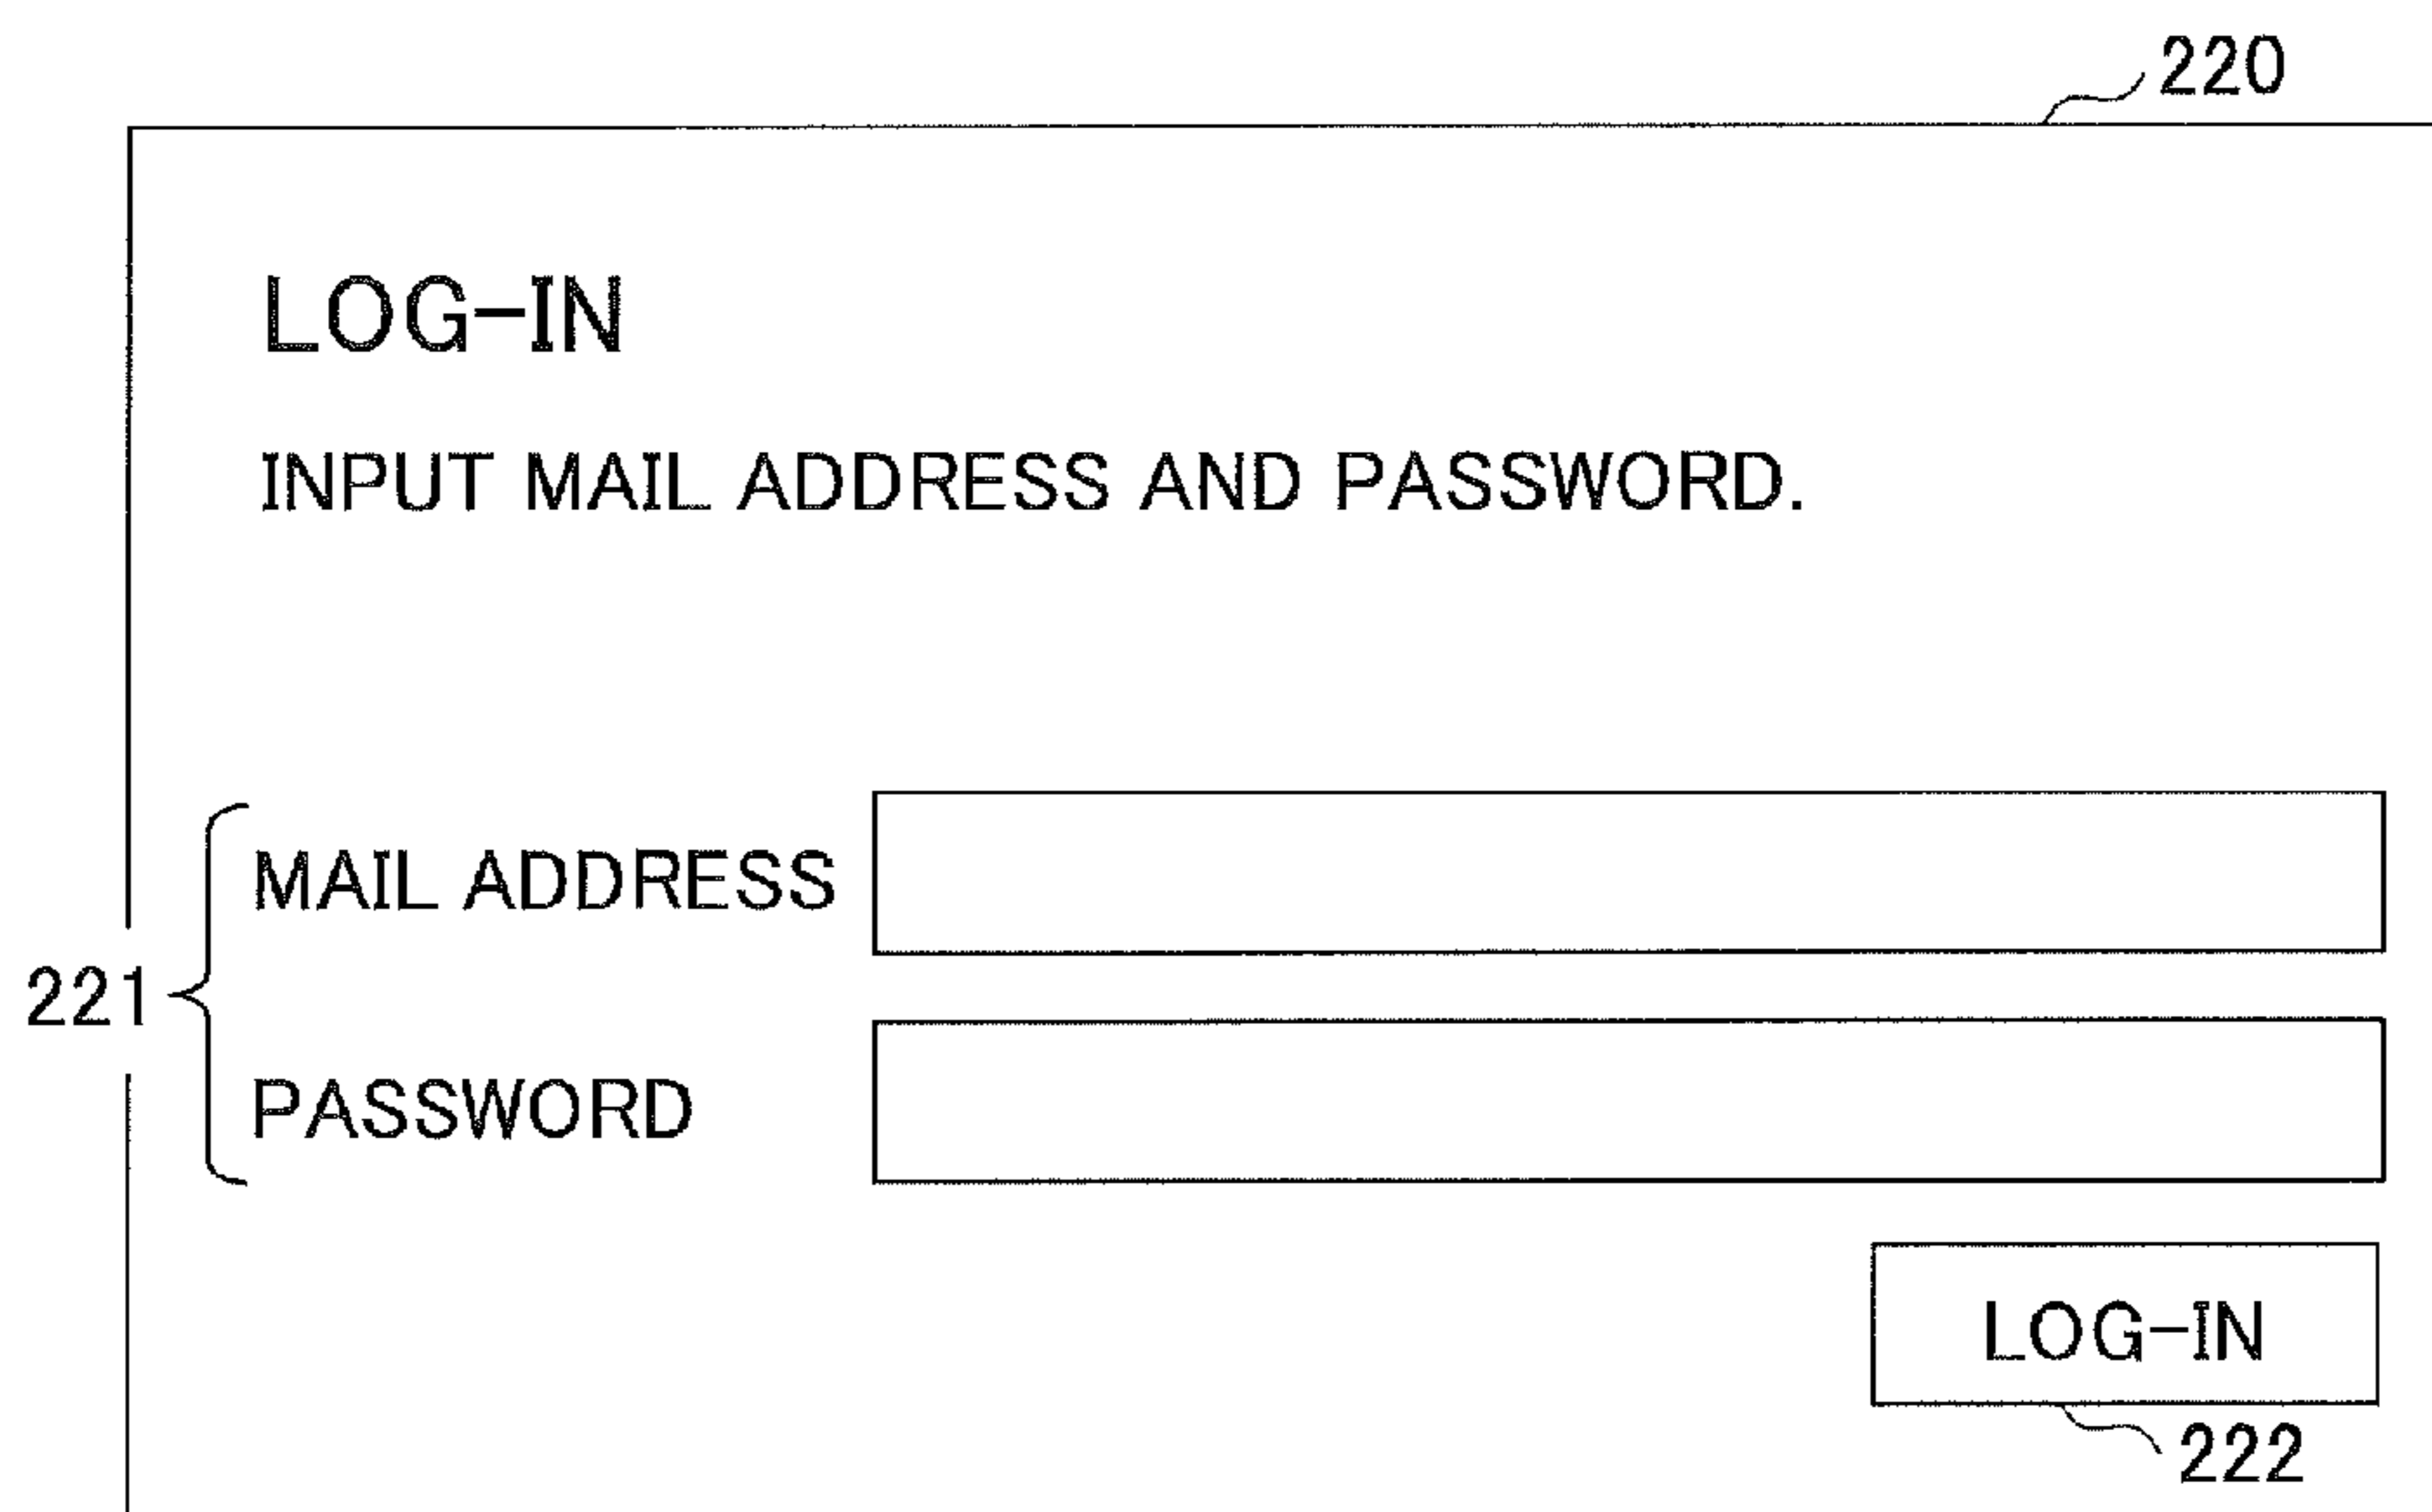 220
LOG-IN
INPUT MAIL ADDRESS AND PASSWORD.
MAIL ADDRESS
221
PASSWORD
LOG-IN
222